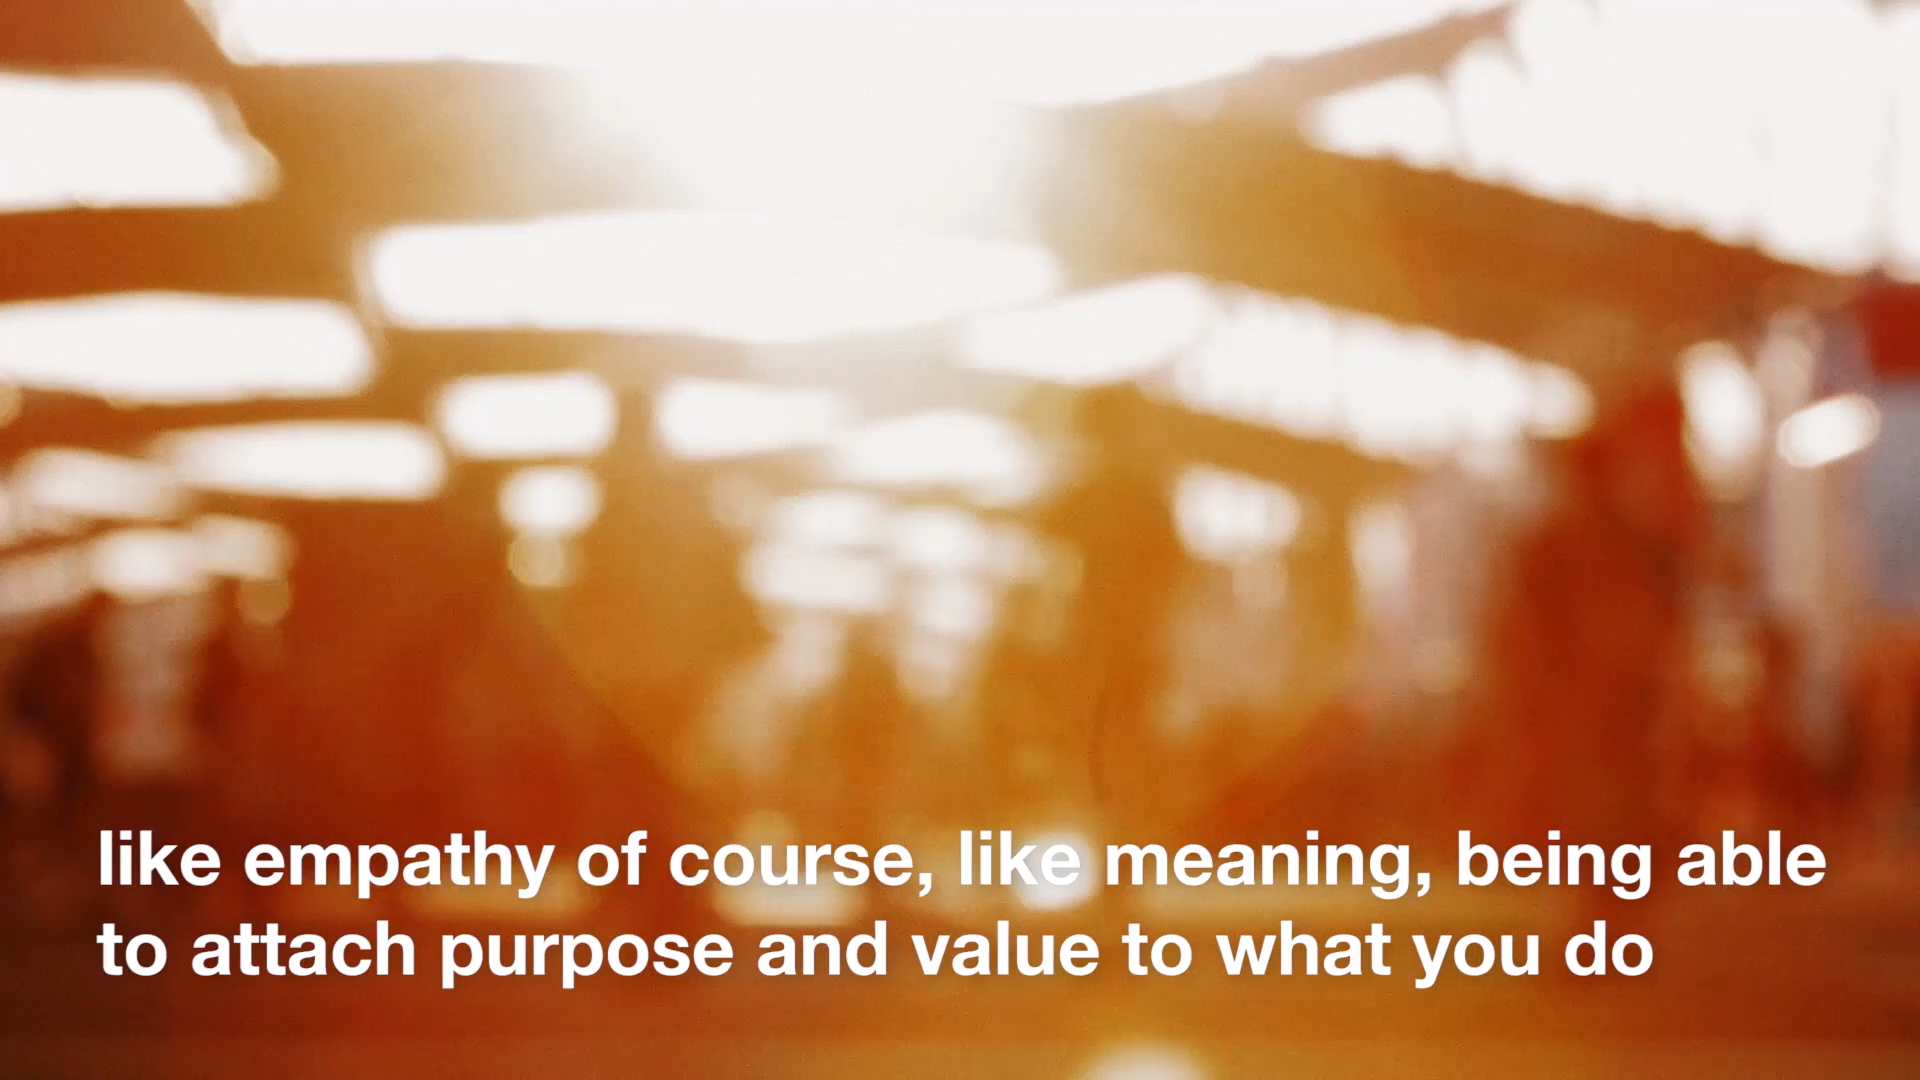 like empathy of course, like meaning, being able
to attach purpose and value to what you do